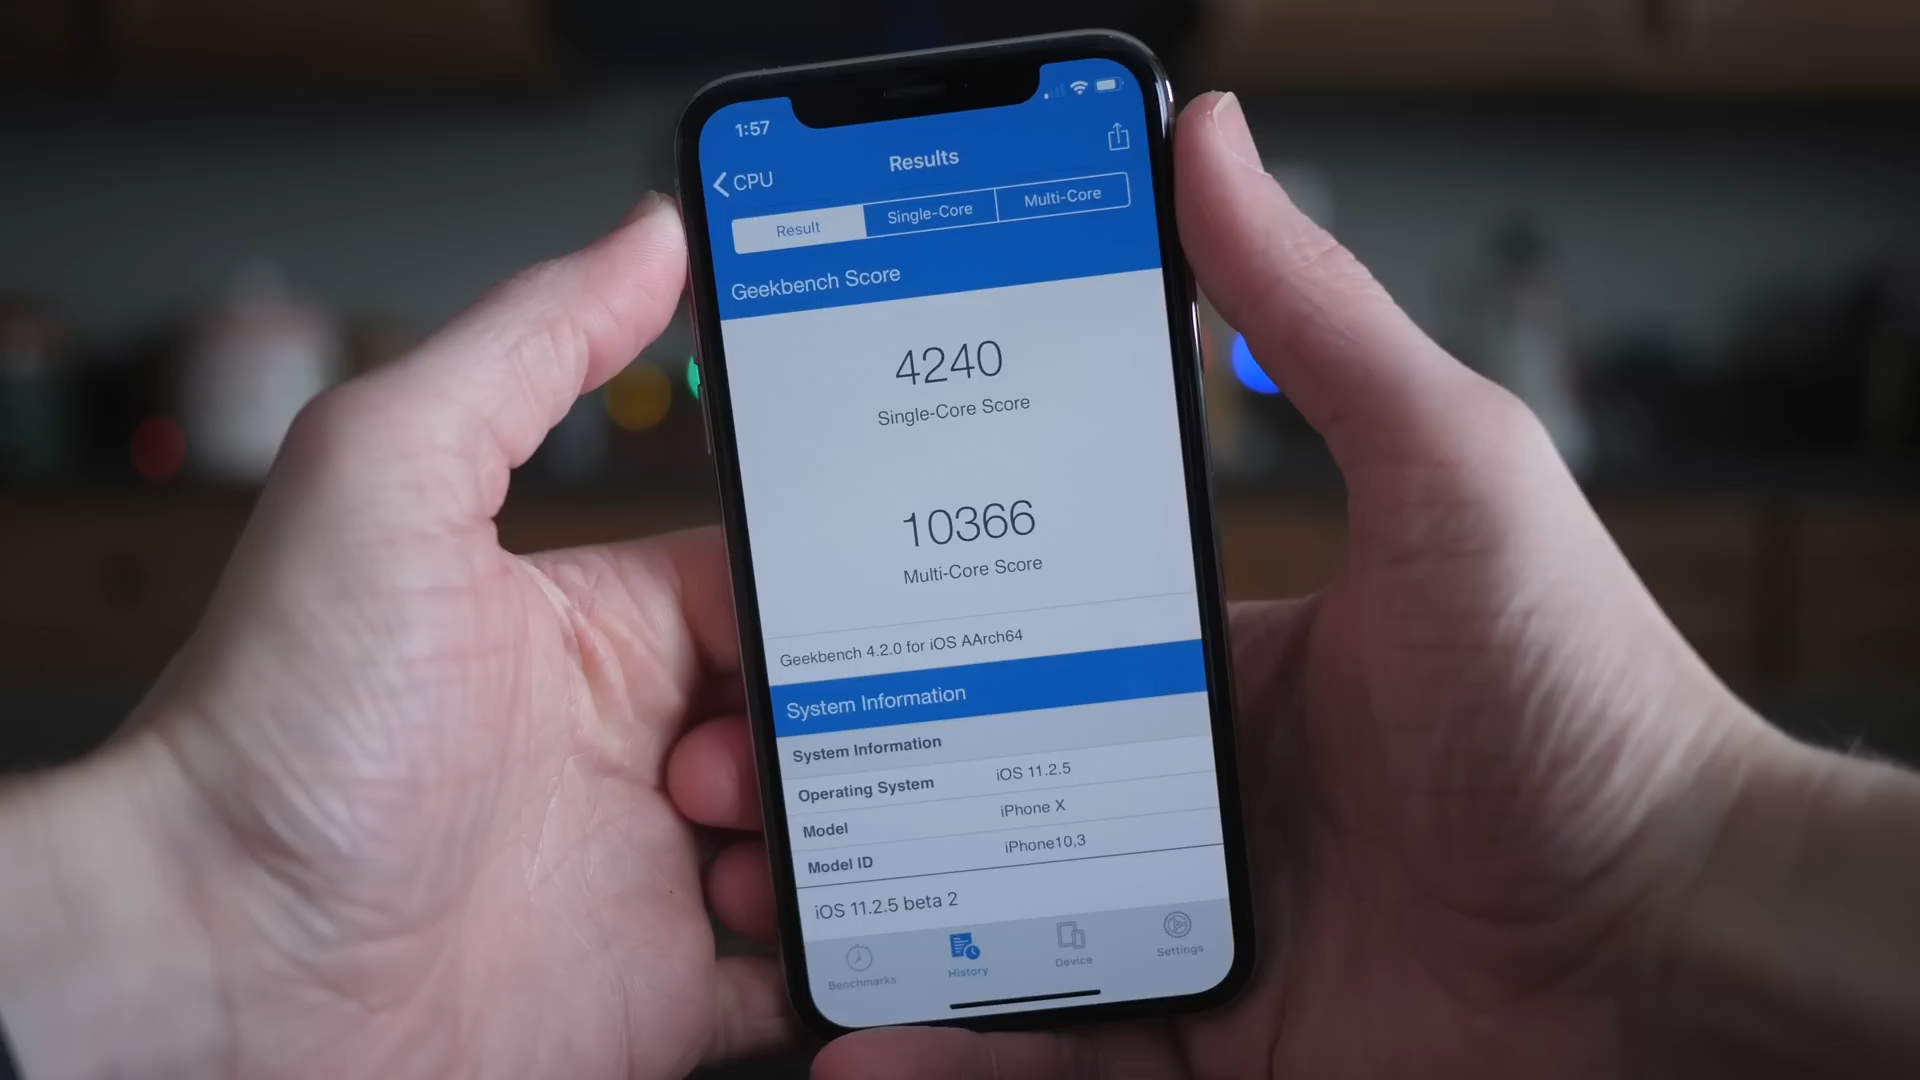 1:57
CPU
Results
Result
Single-Core
Multi-Core
Geekbench Score
4240
Single-Core Score
10366
Multi-Core Score
Geekbench 4.2.0 for iOS AArch64
System Information
System Information
Operating System iOS 11.2.5
Model iPhone X
Model ID iPhone10,3
iOS 11.2.5 beta 2
Benchmarks
History
Device
Settings